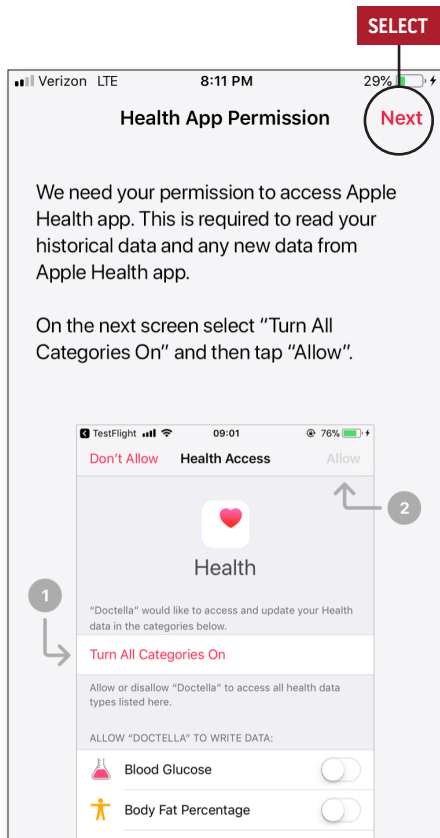 SELECT
Verizon LTE 8:11 PM 29%
Health App Permission Next
We need your permission to access Apple
Health app. This is required to read your
historical data and any new data from
Apple Health app.
On the next screen select “Turn All
Categories On” and then tap “Allow”.
TestFlight 09:01 76%
Don’t Allow Health Access Allow
2
Health
1
“Doctella” would like to access and update your Health
data in the categories below.
Turn All Categories On
Allow or disallow “Doctella” to access all health data
types listed here.
ALLOW “DOCTELLA” TO WRITE DATA:
Blood Glucose
Body Fat Percentage